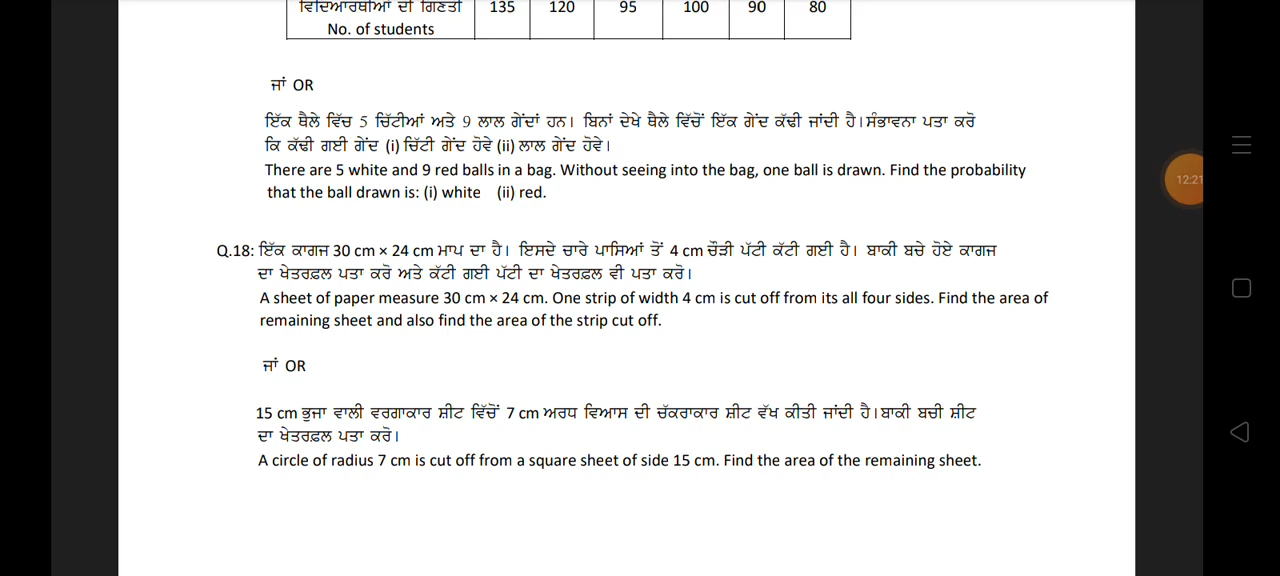 ਵਿਦਿਆਰਥੀਆਂ ਦੀ ਗਿਣਤੀ 135 120 95 100 90 80
No. of students
ਜਾਂ OR
ਇੱਕ ਥੈਲੇ ਵਿੱਚ 5 ਚਿੱਟੀਆਂ ਅਤੇ 9 ਲਾਲ ਗੇਂਦਾਂ ਹਨ। ਬਿਨਾਂ ਦੇਖੇ ਥੈਲੇ ਵਿੱਚੋਂ ਇੱਕ ਗੇਂਦ ਕੱਢੀ ਜਾਂਦੀ ਹੈ।ਸੰਭਾਵਨਾ ਪਤਾ ਕਰੋ
ਕਿ ਕੱਢੀ ਗਈ ਗੇਂਦ (i) ਚਿੱਟੀ ਗੇਂਦ ਹੋਵੇ (ii) ਲਾਲ ਗੇਂਦ ਹੋਵੇ।
There are 5 white and 9 red balls in a bag. Without seeing into the bag, one ball is drawn. Find the probability
that the ball drawn is: (i) white (ii) red.
Q.18: ਇੱਕ ਕਾਗਜ 30 cm × 24 cm ਮਾਪ ਦਾ ਹੈ। ਇਸਦੇ ਚਾਰੇ ਪਾਸਿਆਂ ਤੋਂ 4 cm ਚੌੜੀ ਪੱਟੀ ਕੱਟੀ ਗਈ ਹੈ। ਬਾਕੀ ਬਚੇ ਹੋਏ ਕਾਗਜ
ਦਾ ਖੇਤਰਫ਼ਲ ਪਤਾ ਕਰੋ ਅਤੇ ਕੱਟੀ ਗਈ ਪੱਟੀ ਦਾ ਖੇਤਰਫ਼ਲ ਵੀ ਪਤਾ ਕਰੋ।
A sheet of paper measure 30 cm × 24 cm. One strip of width 4 cm is cut off from its all four sides. Find the area of
remaining sheet and also find the area of the strip cut off.
ਜਾਂ OR
15 cm ਭੁਜਾ ਵਾਲੀ ਵਰਗਾਕਾਰ ਸ਼ੀਟ ਵਿੱਚੋਂ 7 cm ਅਰਧ ਵਿਆਸ ਦੀ ਚੱਕਰਾਕਾਰ ਸ਼ੀਟ ਵੱਖ ਕੀਤੀ ਜਾਂਦੀ ਹੈ।ਬਾਕੀ ਬਚੀ ਸ਼ੀਟ
ਦਾ ਖੇਤਰਫ਼ਲ ਪਤਾ ਕਰੋ।
A circle of radius 7 cm is cut off from a square sheet of side 15 cm. Find the area of the remaining sheet.
12:21